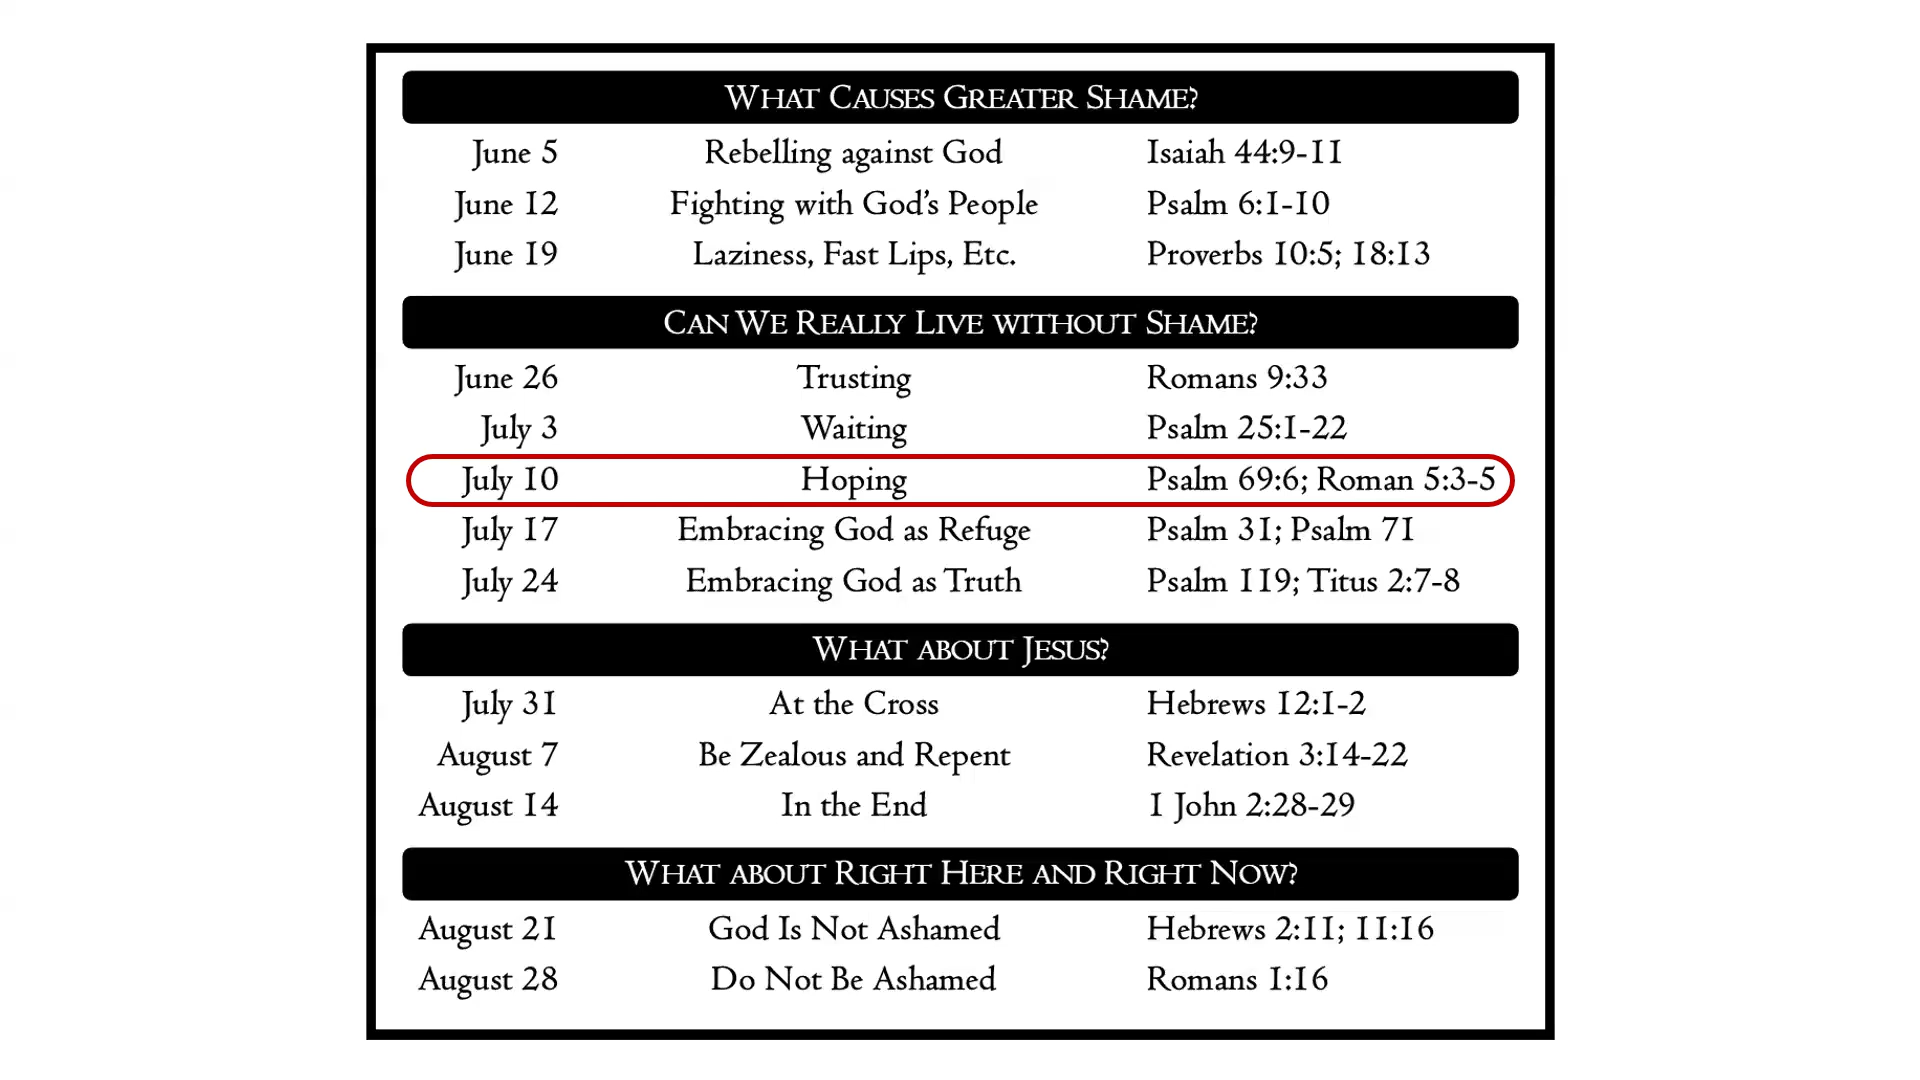 What Causes Greater Shame?
June 5 Rebelling against God Isaiah 44:9-11
June 12 Fighting with God’s People Psalm 6:1-10
June 19 Laziness, Fast Lips, Etc. Proverbs 10:5; 18:13
Can We Really Live without Shame?
June 26 Trusting Romans 9:33
July 3 Waiting Psalm 25:1-22
July 10 Hoping Psalm 69:6; Roman 5:3-5
July 17 Embracing God as Refuge Psalm 31; Psalm 71
July 24 Embracing God as Truth Psalm 119; Titus 2:7-8
What about Jesus?
July 31 At the Cross Hebrews 12:1-2
August 7 Be Zealous and Repent Revelation 3:14-22
August 14 In the End 1 John 2:28-29
What about Right Here and Right Now?
August 21 God Is Not Ashamed Hebrews 2:11; 11:16
August 28 Do Not Be Ashamed Romans 1:16